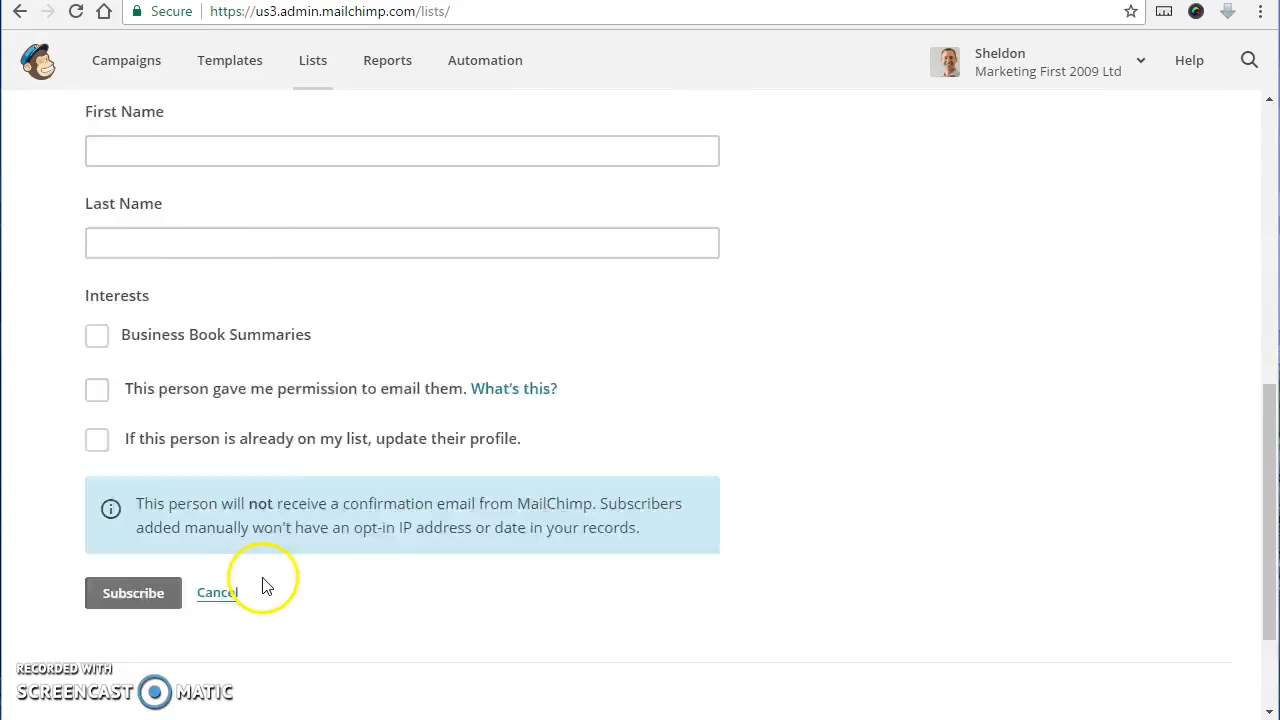 Secure https://us3.admin.mailchimp.com/lists/
Campaigns Templates Lists Reports Automation Sheldon Help
Marketing First 2009 Ltd
First Name
Last Name
Interests
Business Book Summaries
This person gave me permission to email them. What's this?
If this person is already on my list, update their profile.
This person will not receive a confirmation email from MailChimp. Subscribers
added manually won't have an opt-in IP address or date in your records.
Subscribe Cancel
RECORDED WITH
SCREENCAST MATIC